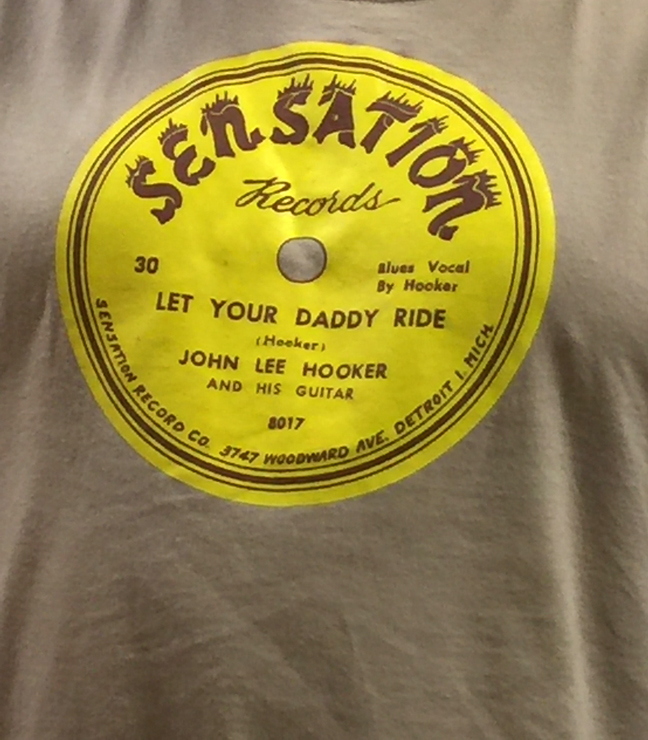 SENSATION
Records
30
Blues Vocal
By Hooker
LET YOUR DADDY RIDE
(Hooker)
JOHN LEE HOOKER
AND HIS GUITAR
8017
SENSATION RECORD CO. 3747 WOODWARD AVE. DETROIT 1, MICH.